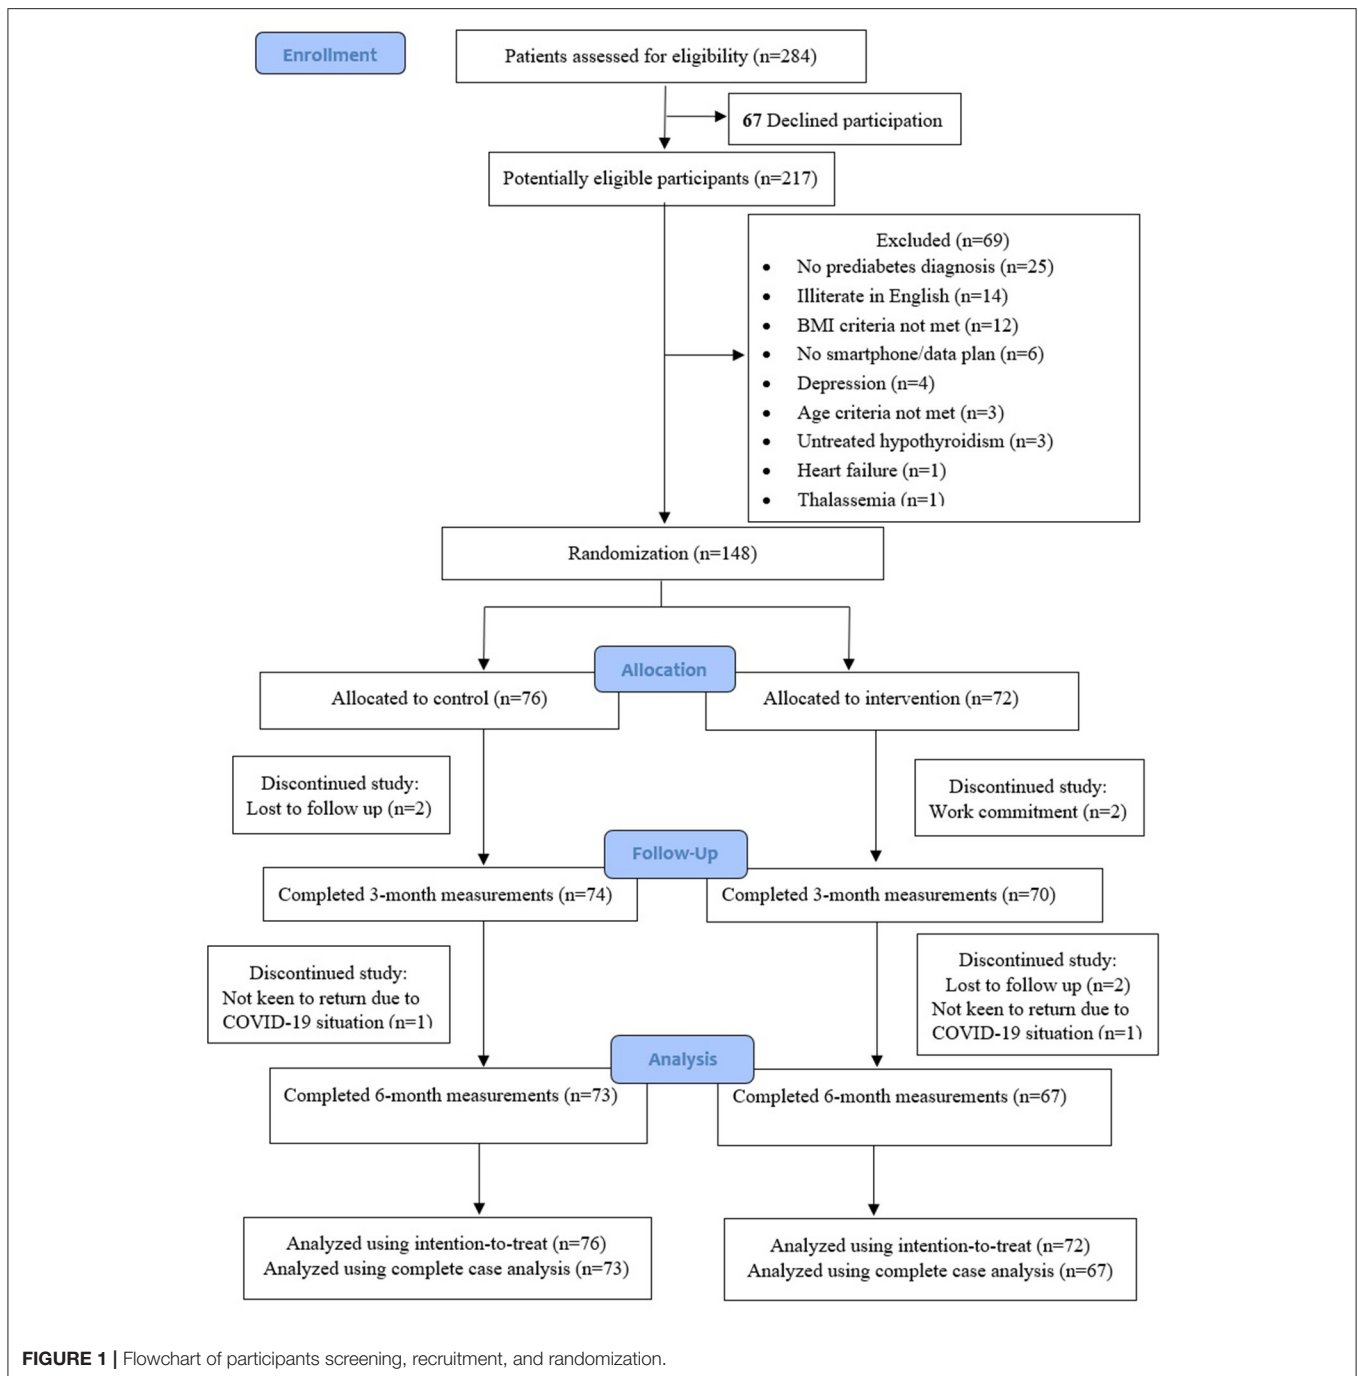 Enrollment
Patients assessed for eligibility (n=284)
67 Declined participation
Potentially eligible participants (n=217)
Excluded (n=69)
• No prediabetes diagnosis (n=25)
• Illiterate in English (n=14)
• BMI criteria not met (n=12)
• No smartphone/data plan (n=6)
• Depression (n=4)
• Age criteria not met (n=3)
• Untreated hypothyroidism (n=3)
• Heart failure (n=1)
• Thalassemia (n=1)
Randomization (n=148)
Allocation
Allocated to control (n=76)
Allocated to intervention (n=72)
Discontinued study:
Lost to follow up (n=2)
Discontinued study:
Work commitment (n=2)
Follow-Up
Completed 3-month measurements (n=74)
Completed 3-month measurements (n=70)
Discontinued study:
Not keen to return due to
COVID-19 situation (n=1)
Discontinued study:
Lost to follow up (n=2)
Not keen to return due to
COVID-19 situation (n=1)
Analysis
Completed 6-month measurements (n=73)
Completed 6-month measurements (n=67)
Analyzed using intention-to-treat (n=76)
Analyzed using complete case analysis (n=73)
Analyzed using intention-to-treat (n=72)
Analyzed using complete case analysis (n=67)
FIGURE 1 | Flowchart of participants screening, recruitment, and randomization.